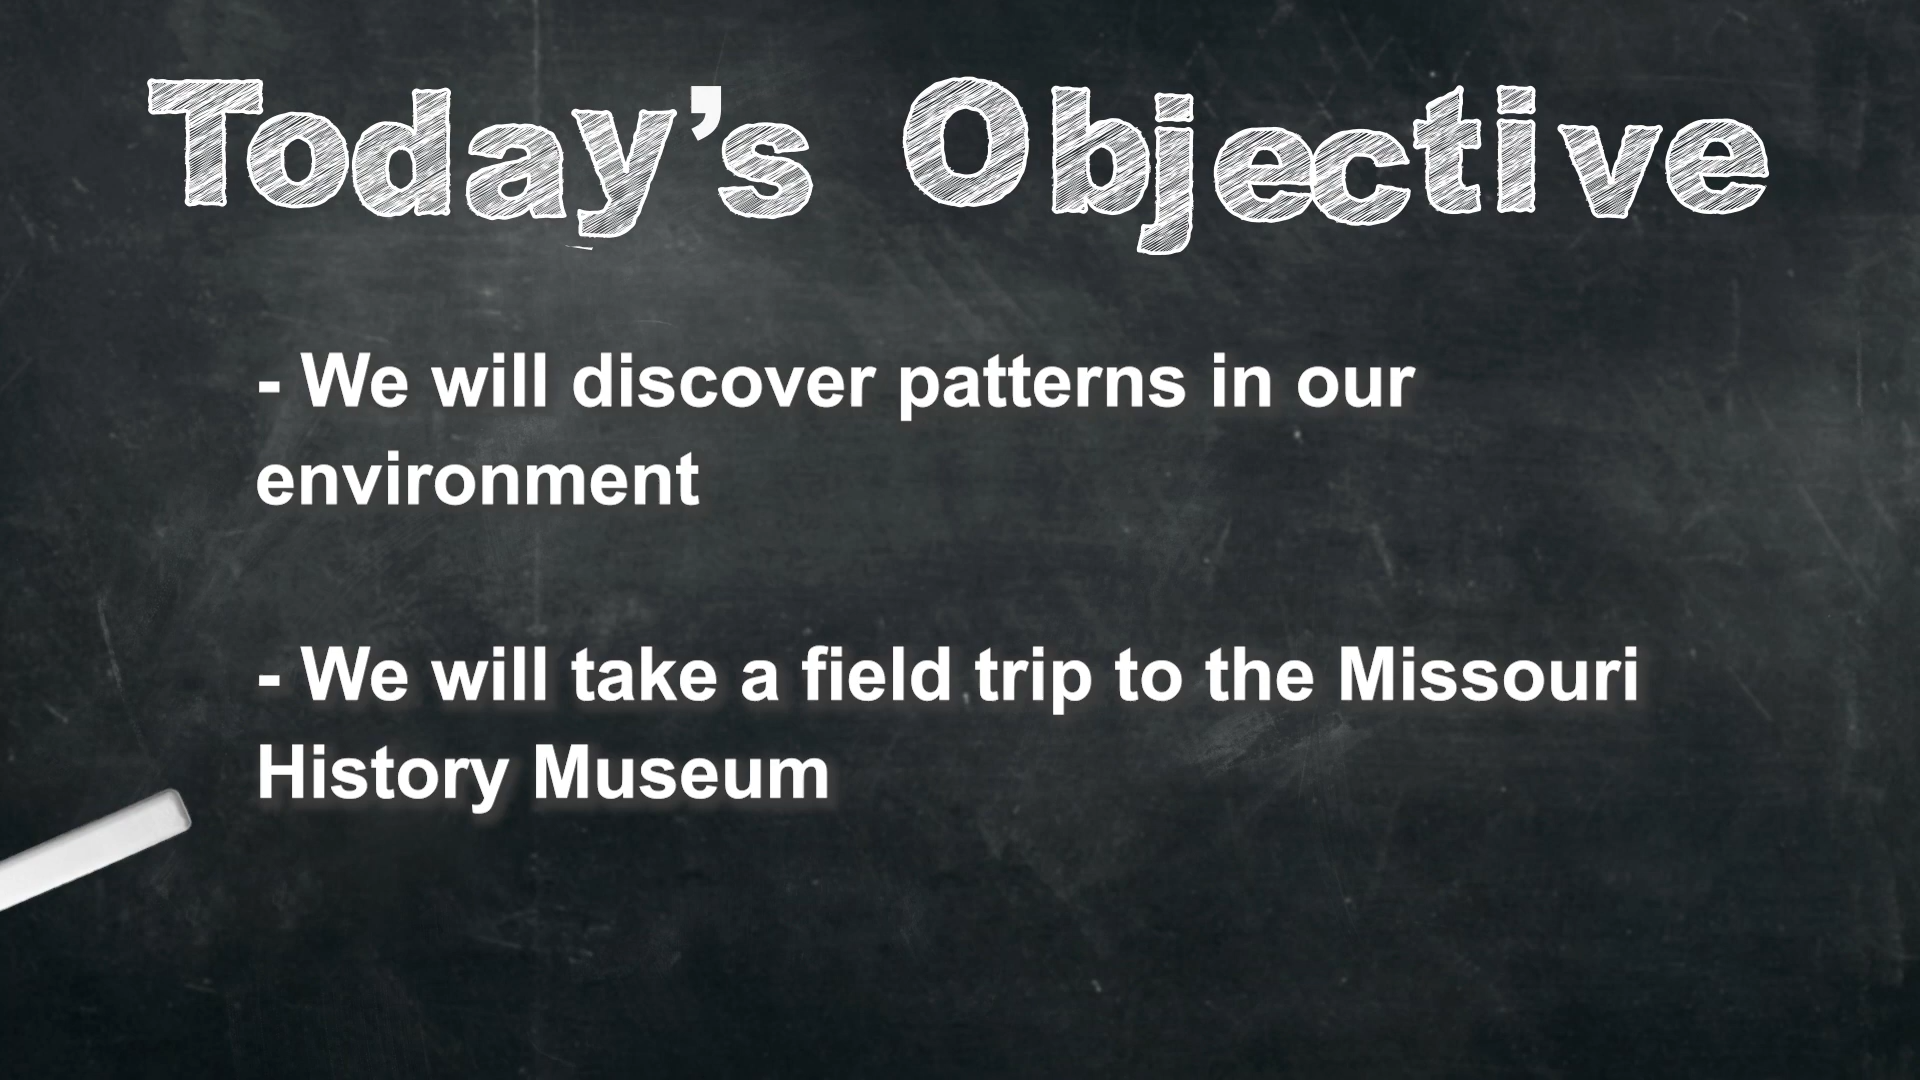 Today’s Objective
- We will discover patterns in our
environment
- We will take a field trip to the Missouri
History Museum